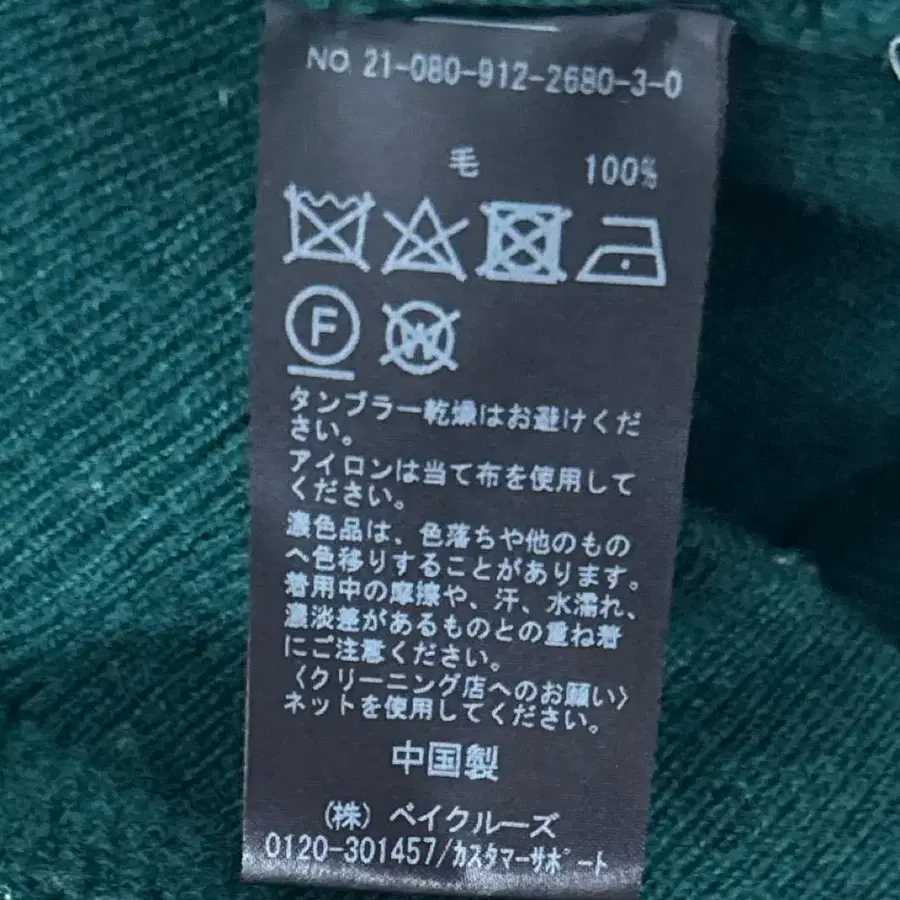 NO. 21-080-912-2680-3-0
毛 100%
F
W
タンブラー乾燥はお避けくだ
さい。
アイロンは当て布を使用して
ください。
濃色品は、色落ちや他のもの
へ色移りすることがあります。
着用中の摩擦や、汗、水濡れ、
濃淡差があるものとの重ね着
にご注意ください。
〈クリーニング店へのお願い〉
ネットを使用してください。
中国製
（株）ベイクルーズ
0120-301457/ｶｽﾀﾏｰｻﾎﾟｰﾄ